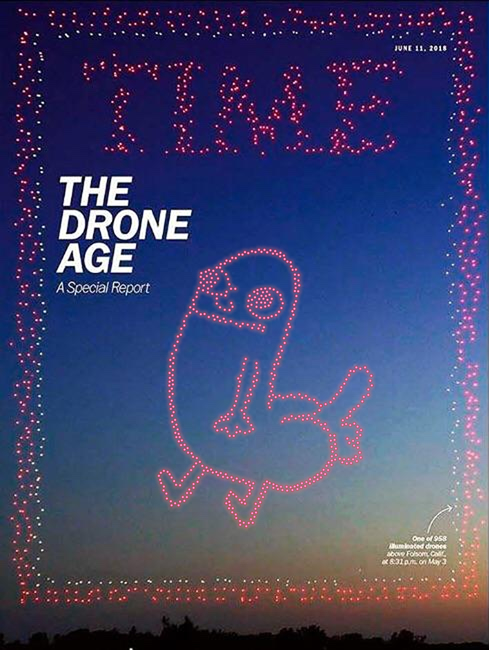 JUNE 11, 2018
TIME
THE
DRONE
AGE
A Special Report
One of 958
illuminated drones
above Folsom, Calif.,
at 8:31 p.m. on May 3